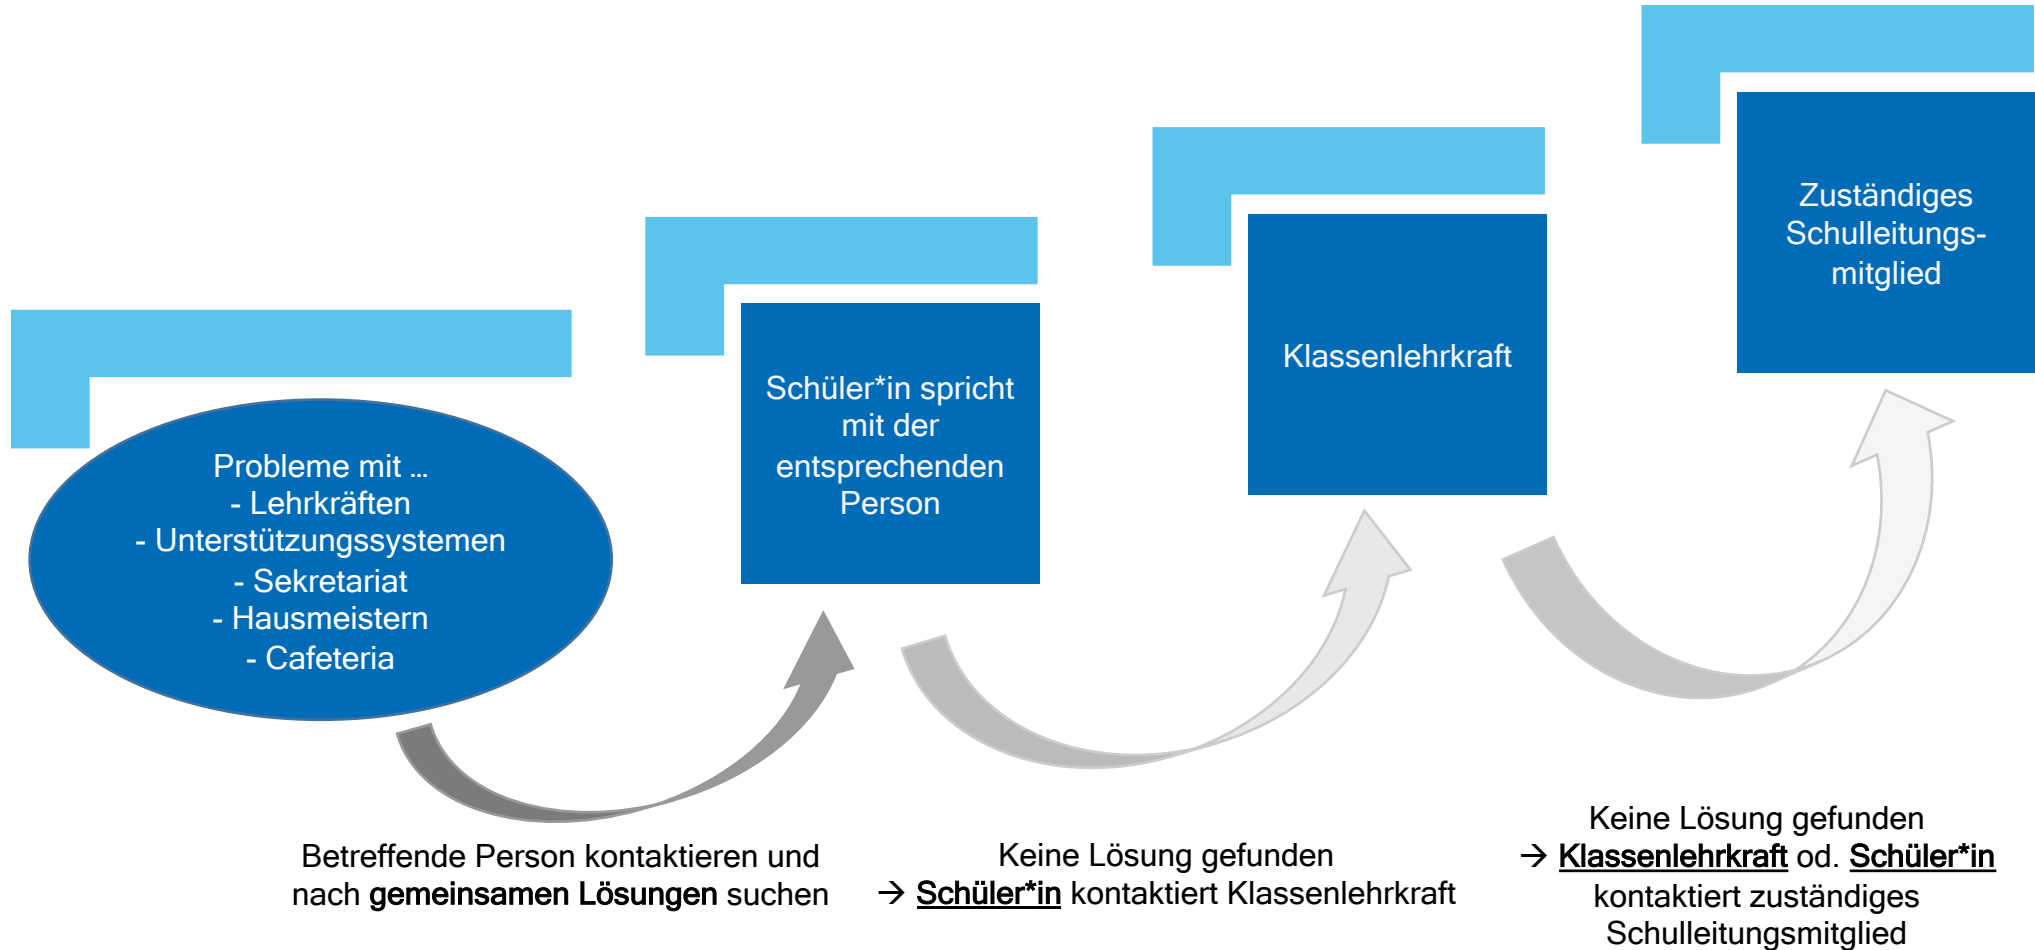 Probleme mit …
- Lehrkräften
- Unterstützungssystemen
- Sekretariat
- Hausmeistern
- Cafeteria
Schüler*in spricht
mit der
entsprechenden
Person
Klassenlehrkraft
Zuständiges
Schulleitungs-
mitglied
Betreffende Person kontaktieren und
nach gemeinsamen Lösungen suchen
Keine Lösung gefunden
→ Schüler*in kontaktiert Klassenlehrkraft
Keine Lösung gefunden
→ Klassenlehrkraft od. Schüler*in
kontaktiert zuständiges
Schulleitungsmitglied